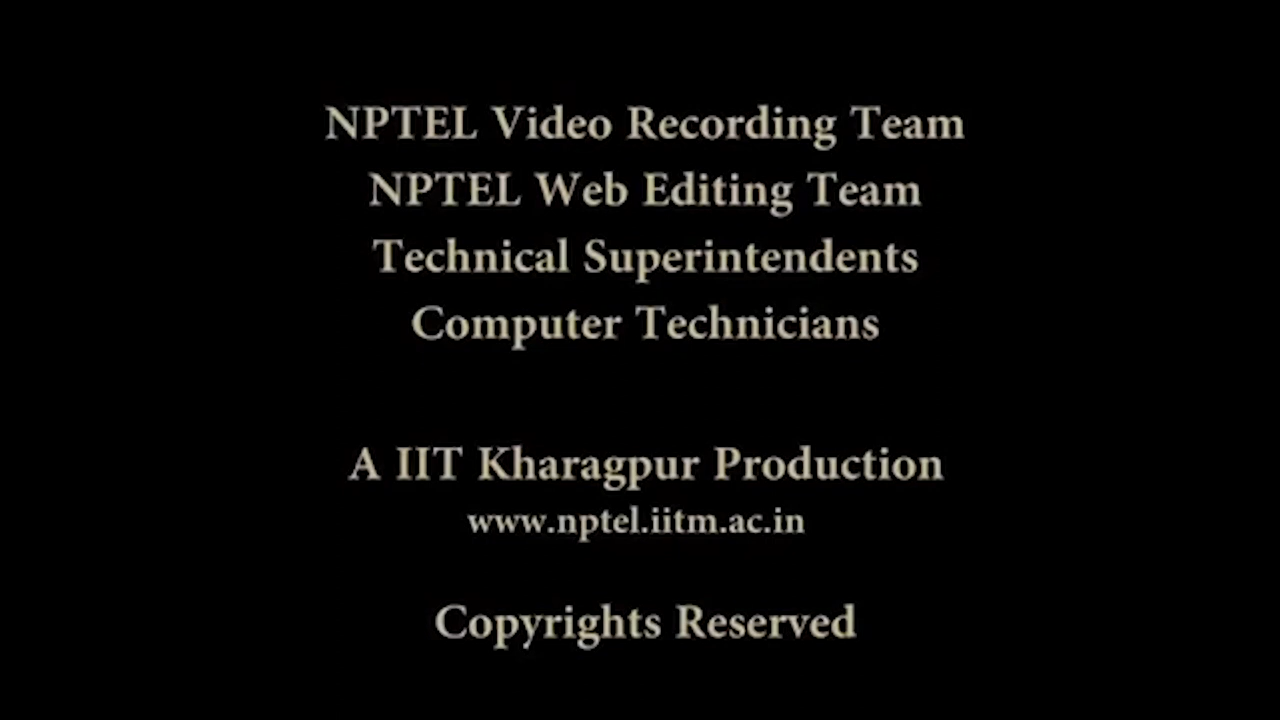 NPTEL Video Recording Team
NPTEL Web Editing Team
Technical Superintendents
Computer Technicians
A IIT Kharagpur Production
www.nptel.iitm.ac.in
Copyrights Reserved